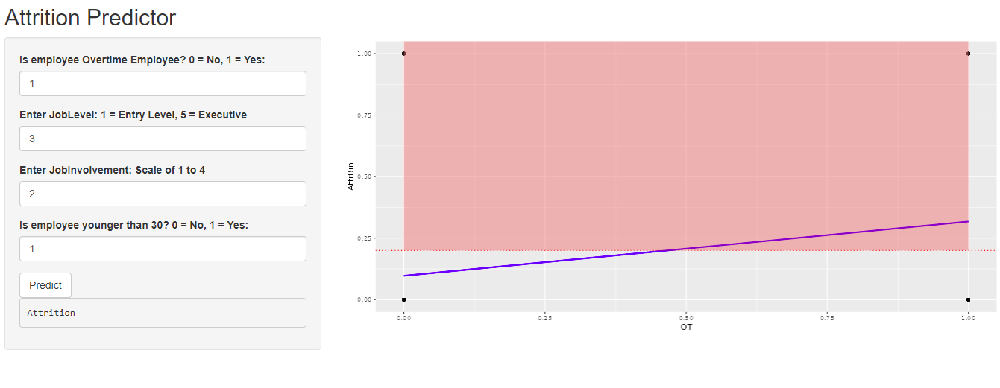 Attrition Predictor
Is employee Overtime Employee? 0 = No, 1 = Yes:
1
Enter JobLevel: 1 = Entry Level, 5 = Executive
3
Enter JobInvolvement: Scale of 1 to 4
2
Is employee younger than 30? 0 = No, 1 = Yes:
1
Predict
Attrition
AttrBin
1.00
0.75
0.50
0.25
0.00
0.00 0.25 0.50 0.75 1.00
OT